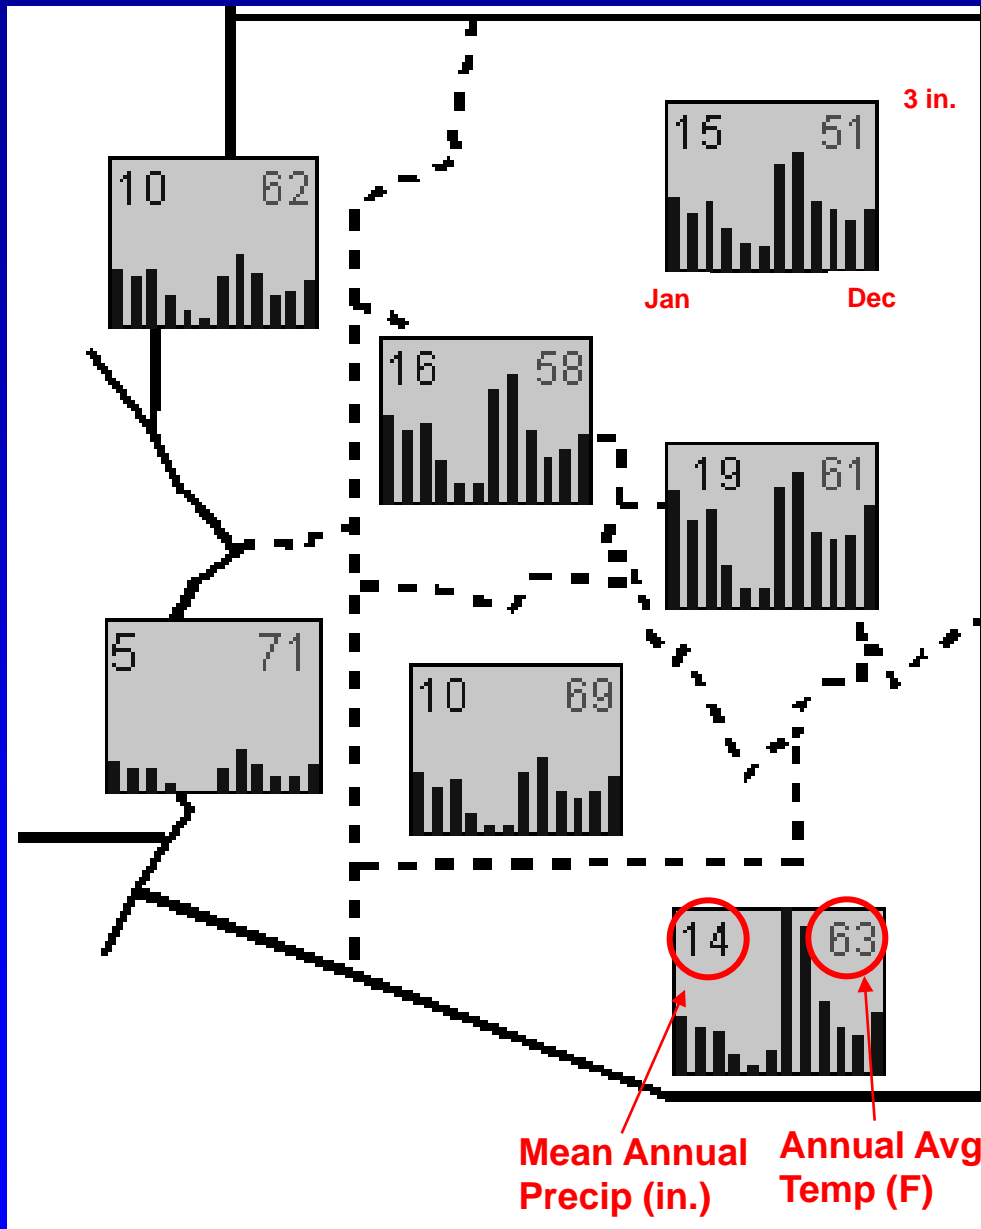 3 in.
15 51
10 62
Jan Dec
16 58
19 61
5 71
10 69
14 63
Mean Annual
Precip (in.)
Annual Avg
Temp (F)